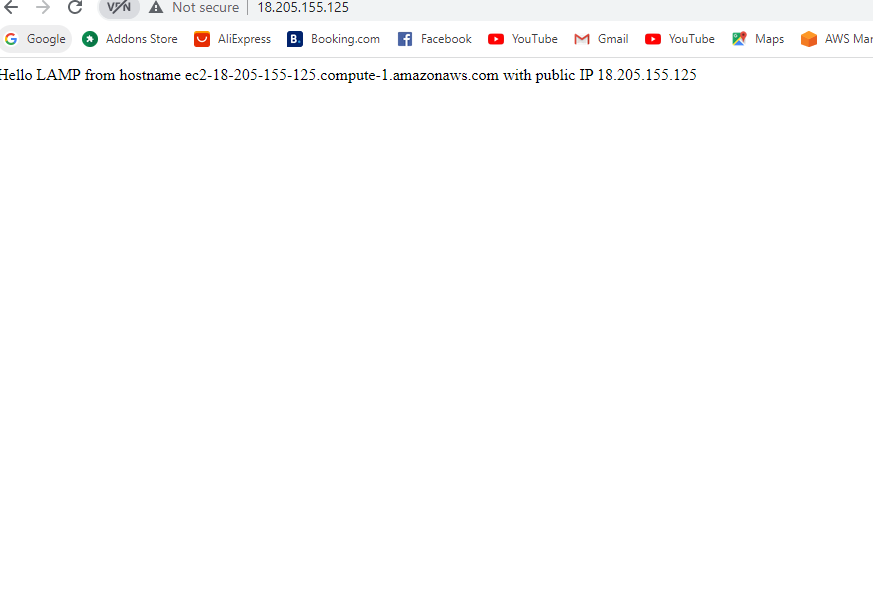 VPN Not secure 18.205.155.125
Google Addons Store AliExpress B. Booking.com Facebook YouTube Gmail YouTube Maps AWS Mar
Hello LAMP from hostname ec2-18-205-155-125.compute-1.amazonaws.com with public IP 18.205.155.125